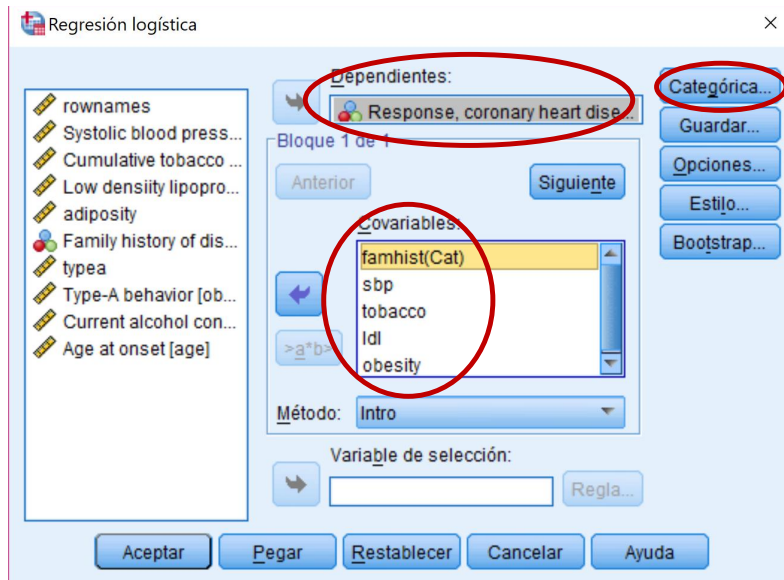 Regresión logística
rownames
Systolic blood press...
Cumulative tobacco ...
Low densiity lipopro...
adiposity
Family history of dis...
typea
Type-A behavior [ob...
Current alcohol con...
Age at onset [age]
Dependientes:
Response, coronary heart dise...
Bloque 1 de 1
Anterior
Siguiente
Covariables:
famhist(Cat)
sbp
tobacco
ldl
obesity
>a*b>
Método: Intro
Variable de selección:
Regla...
Categórica...
Guardar...
Opciones...
Estilo...
Bootstrap...
Aceptar Pegar Restablecer Cancelar Ayuda